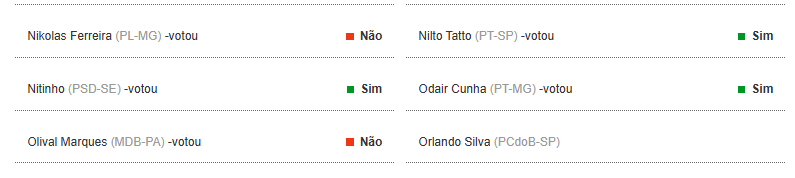 Nikolas Ferreira (PL-MG) -votou Não
Nilto Tatto (PT-SP) -votou Sim
Nitinho (PSD-SE) -votou Sim
Odair Cunha (PT-MG) -votou Sim
Olival Marques (MDB-PA) -votou Não
Orlando Silva (PCdoB-SP)